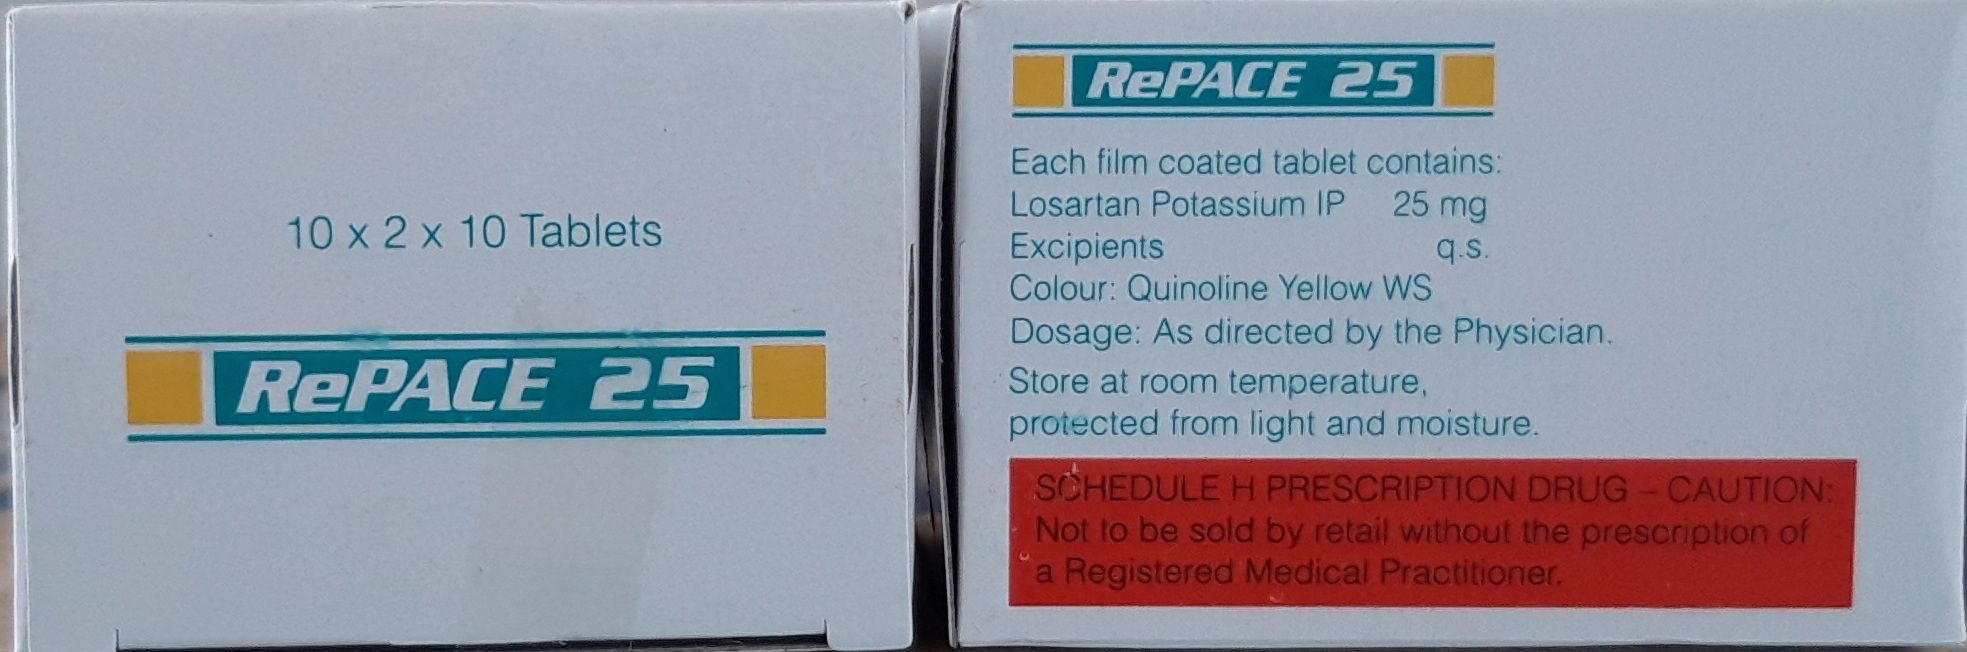 10 x 2 x 10 Tablets
RePACE 25
RePACE 25
Each film coated tablet contains:
Losartan Potassium IP 25 mg
Excipients q.s.
Colour: Quinoline Yellow WS
Dosage: As directed by the Physician.
Store at room temperature,
protected from light and moisture.
SCHEDULE H PRESCRIPTION DRUG – CAUTION:
Not to be sold by retail without the prescription of
a Registered Medical Practitioner.